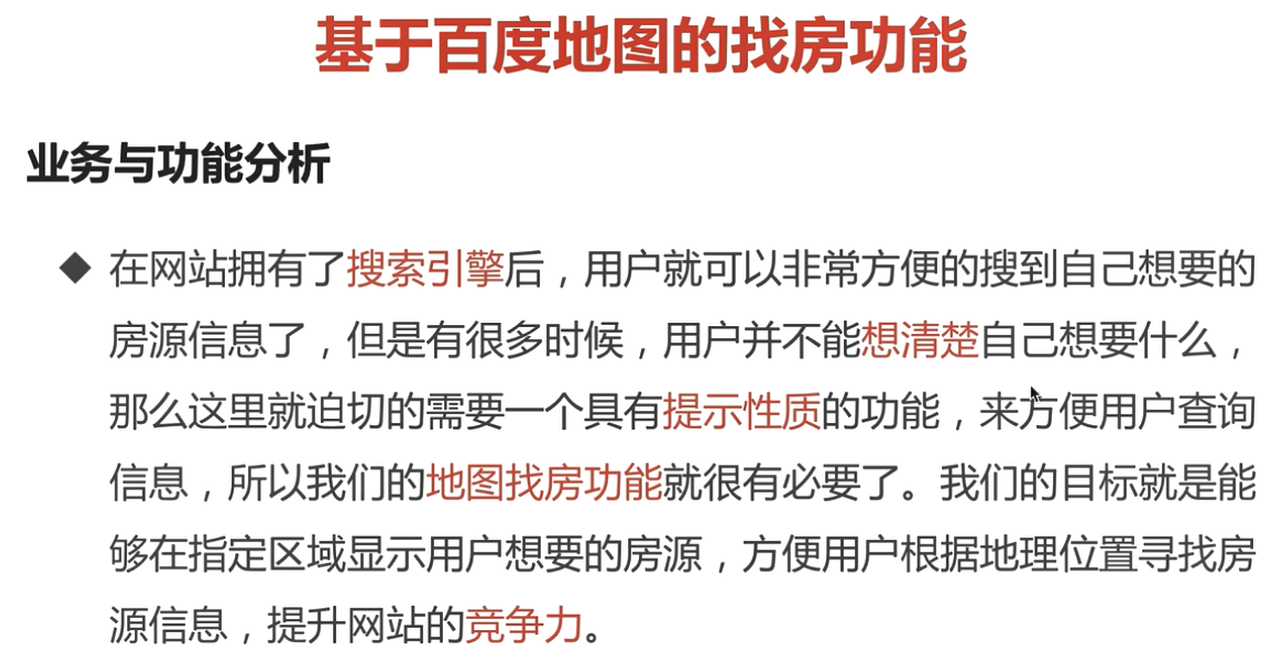 基于百度地图的找房功能
业务与功能分析
◆ 在网站拥有了搜索引擎后，用户就可以非常方便的搜到自己想要的
房源信息了，但是有很多时候，用户并不能想清楚自己想要什么，
那么这里就迫切的需要一个具有提示性质的功能，来方便用户查询
信息，所以我们的地图找房功能就很有必要了。我们的目标就是能
够在指定区域显示用户想要的房源，方便用户根据地理位置寻找房
源信息，提升网站的竞争力。